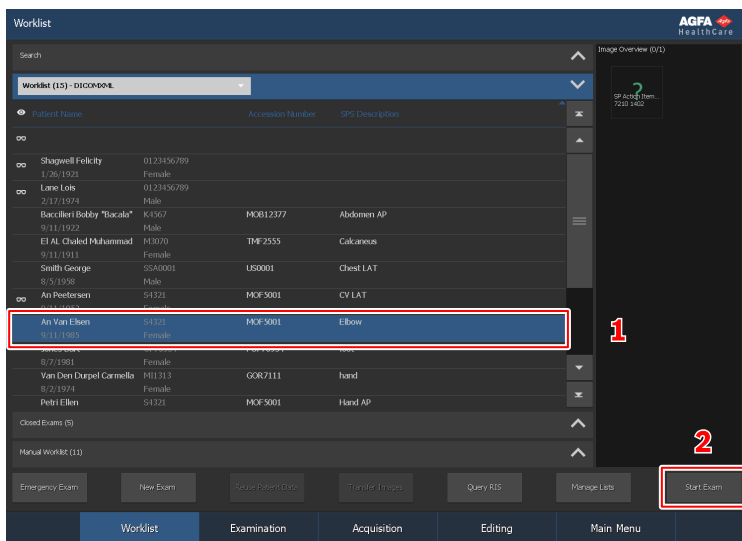 Worklist
AGFA
HealthCare
Search
Image Overview (0/1)
Worklist (15) - DICOMXML
?
SP Action Item...
7210 1402
Patient Name Accession Number SPS Description
Shagwell Felicity 0123456789
1/26/1921 Female
Lane Lois 0123456789
2/17/1974 Male
Baccilieri Bobby "Bacala" K4567 MOB12377 Abdomen AP
9/11/1922 Male
El AL Chaled Muhammad M3070 TMF2555 Calcaneus
9/11/1911 Female
Smith George SSA0001 US0001 Chest LAT
8/5/1958 Male
An Peetersen S4321 MOF5001 CV LAT
An Van Elsen S4321 MOF5001 Elbow
9/11/1985 Female
1
8/7/1981 Female
Van Den Durpel Carmella MI1313 GOR7111 hand
8/2/1974 Female
Petri Ellen S4321 MOF5001 Hand AP
Closed Exams (5)
Manual Worklist (11)
2
Emergency Exam New Exam Reuse Patient Data Transfer Images Query RIS Manage Lists Start Exam
Worklist Examination Acquisition Editing Main Menu